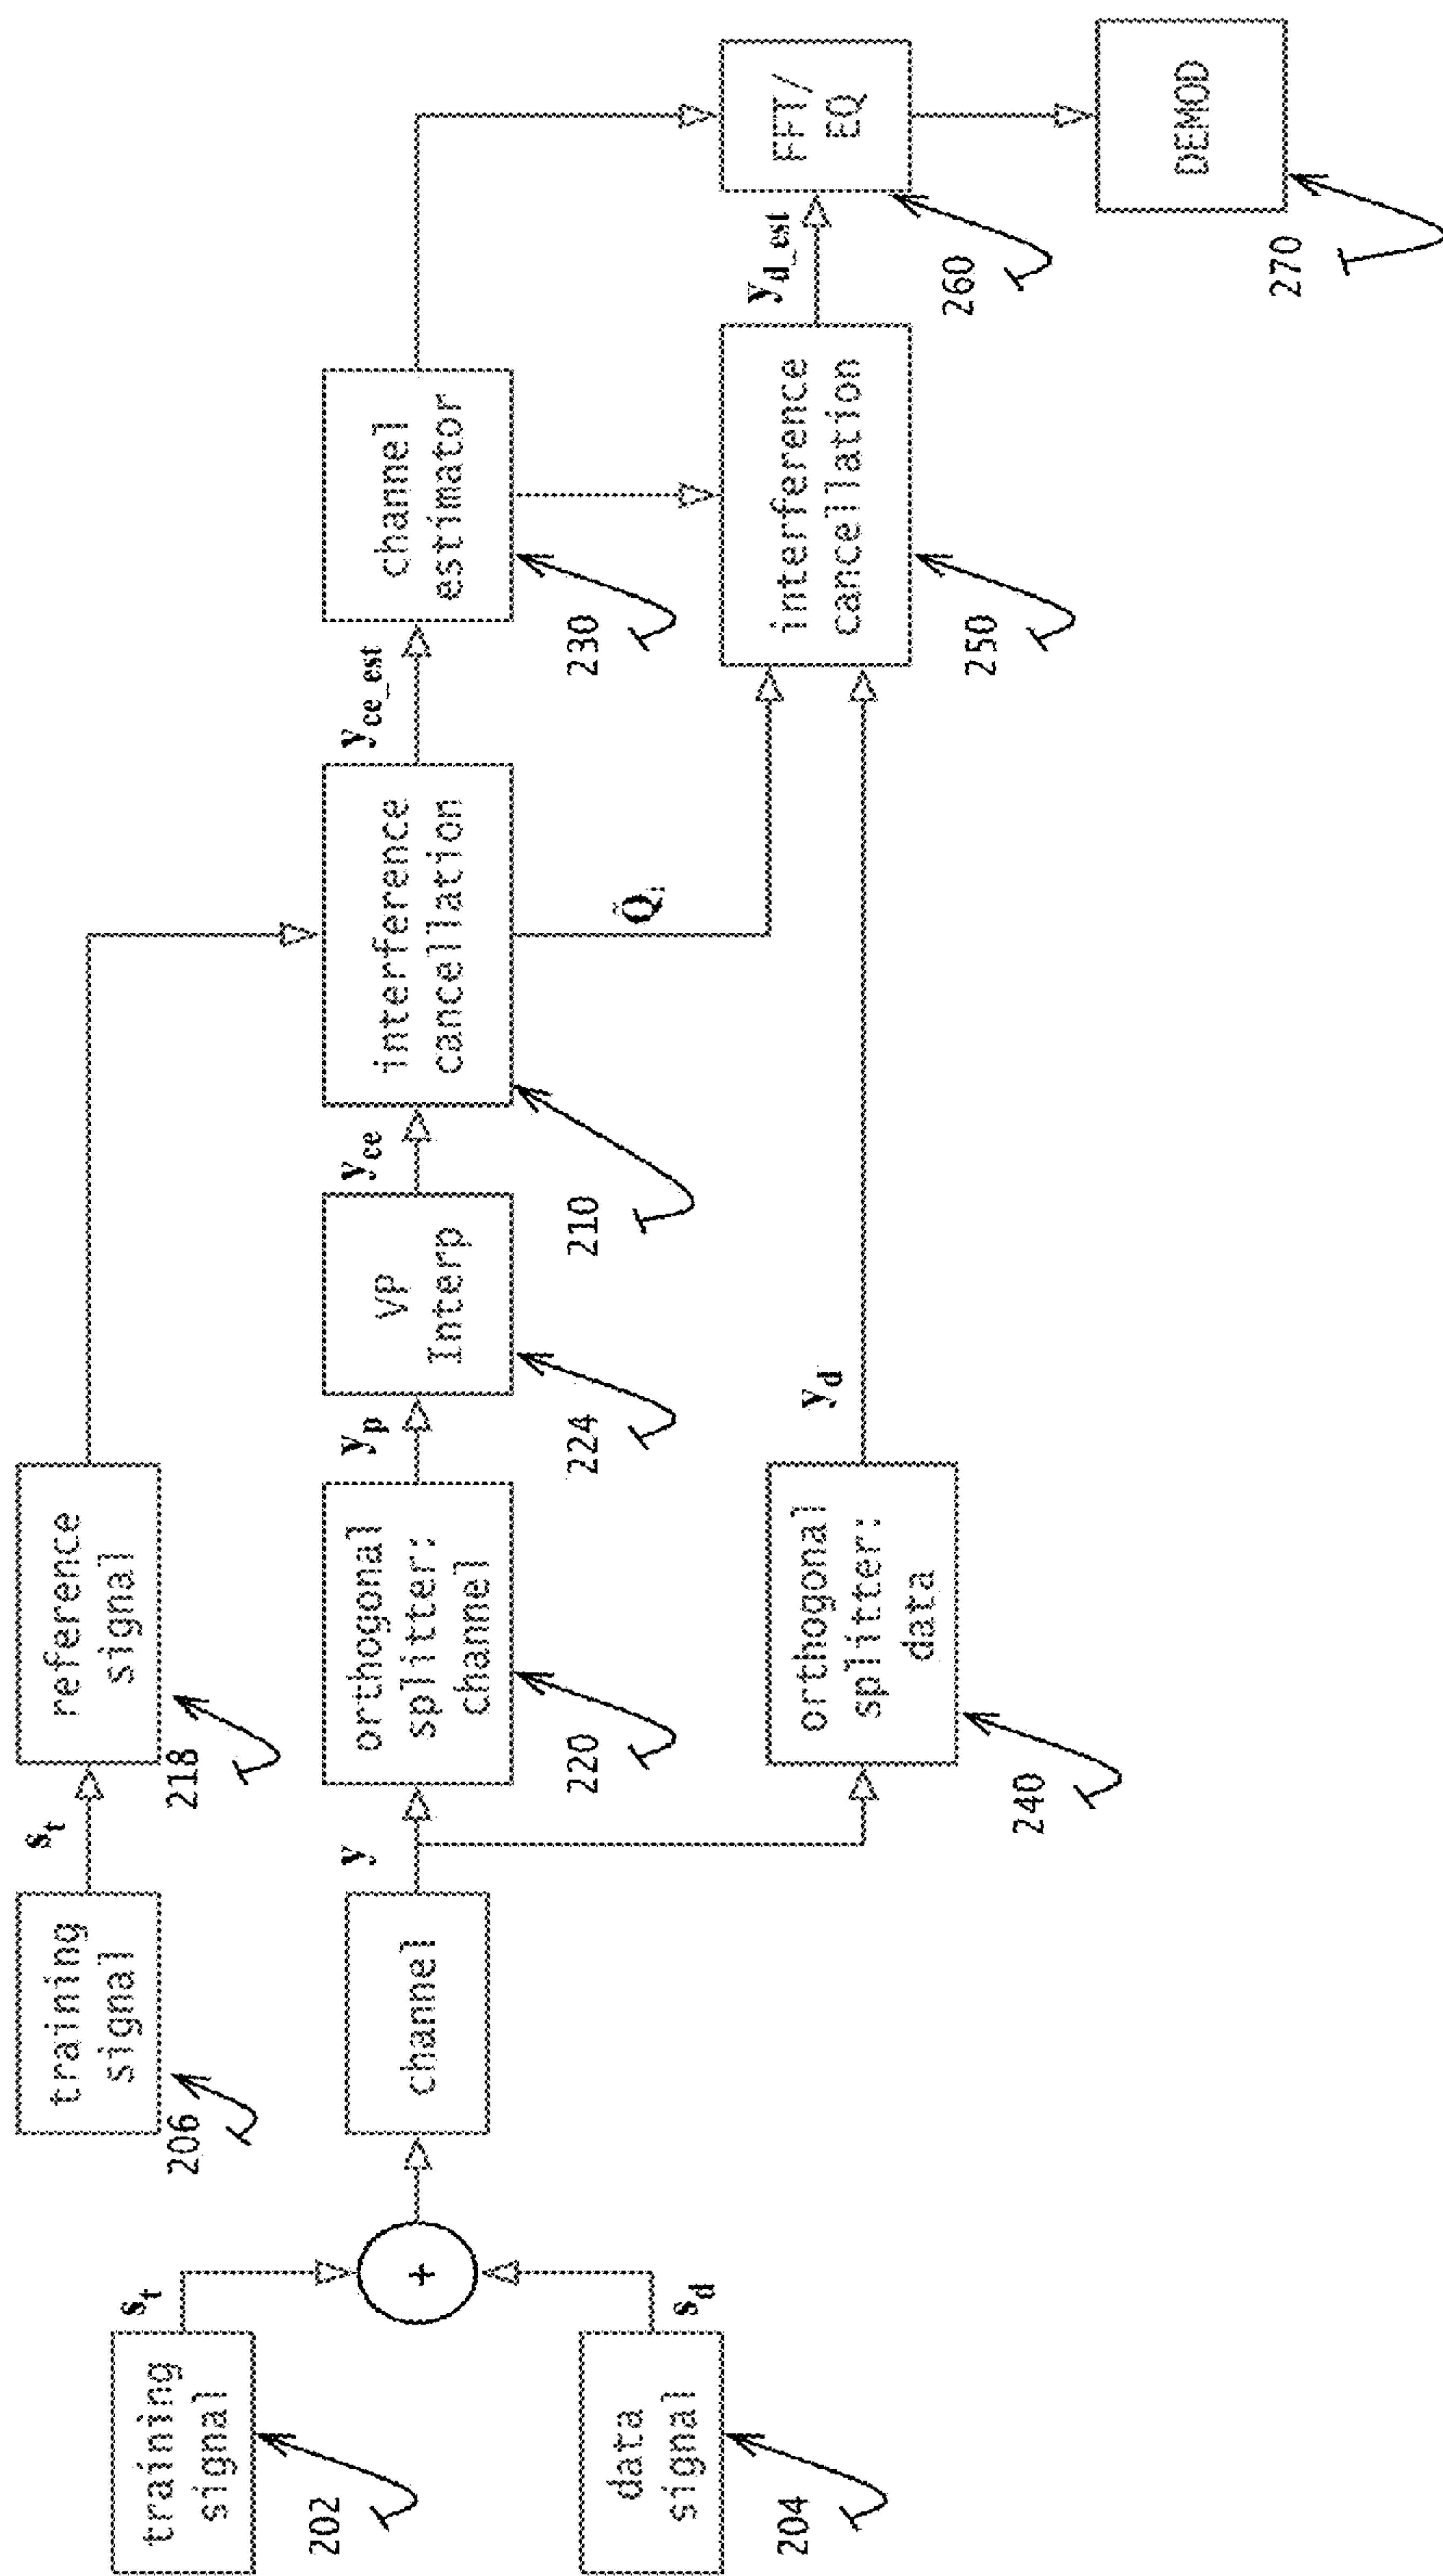 training
signal
202
s_t
data
signal
204
s_d
+
training
signal
206
s_t
channel
y
reference
signal
218
orthogonal
splitter:
channel
220
y_p
orthogonal
splitter:
data
240
y_d
VP
Interp
224
y_ce
interference
cancellation
210
y_ce_est
channel
estimator
230
interference
cancellation
250
y_d_est
FFT/
EQ
260
DEMOD
270